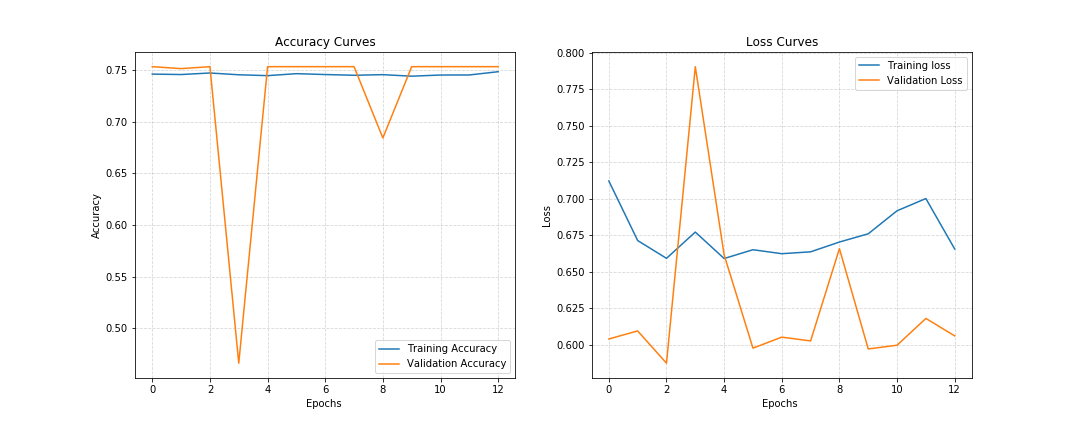 Accuracy Curves
Accuracy
0.75
0.70
0.65
0.60
0.55
0.50
0 2 4 6 8 10 12
Epochs
Training Accuracy
Validation Accuracy
Loss Curves
Loss
0.800
0.775
0.750
0.725
0.700
0.675
0.650
0.625
0.600
0 2 4 6 8 10 12
Epochs
Training loss
Validation Loss